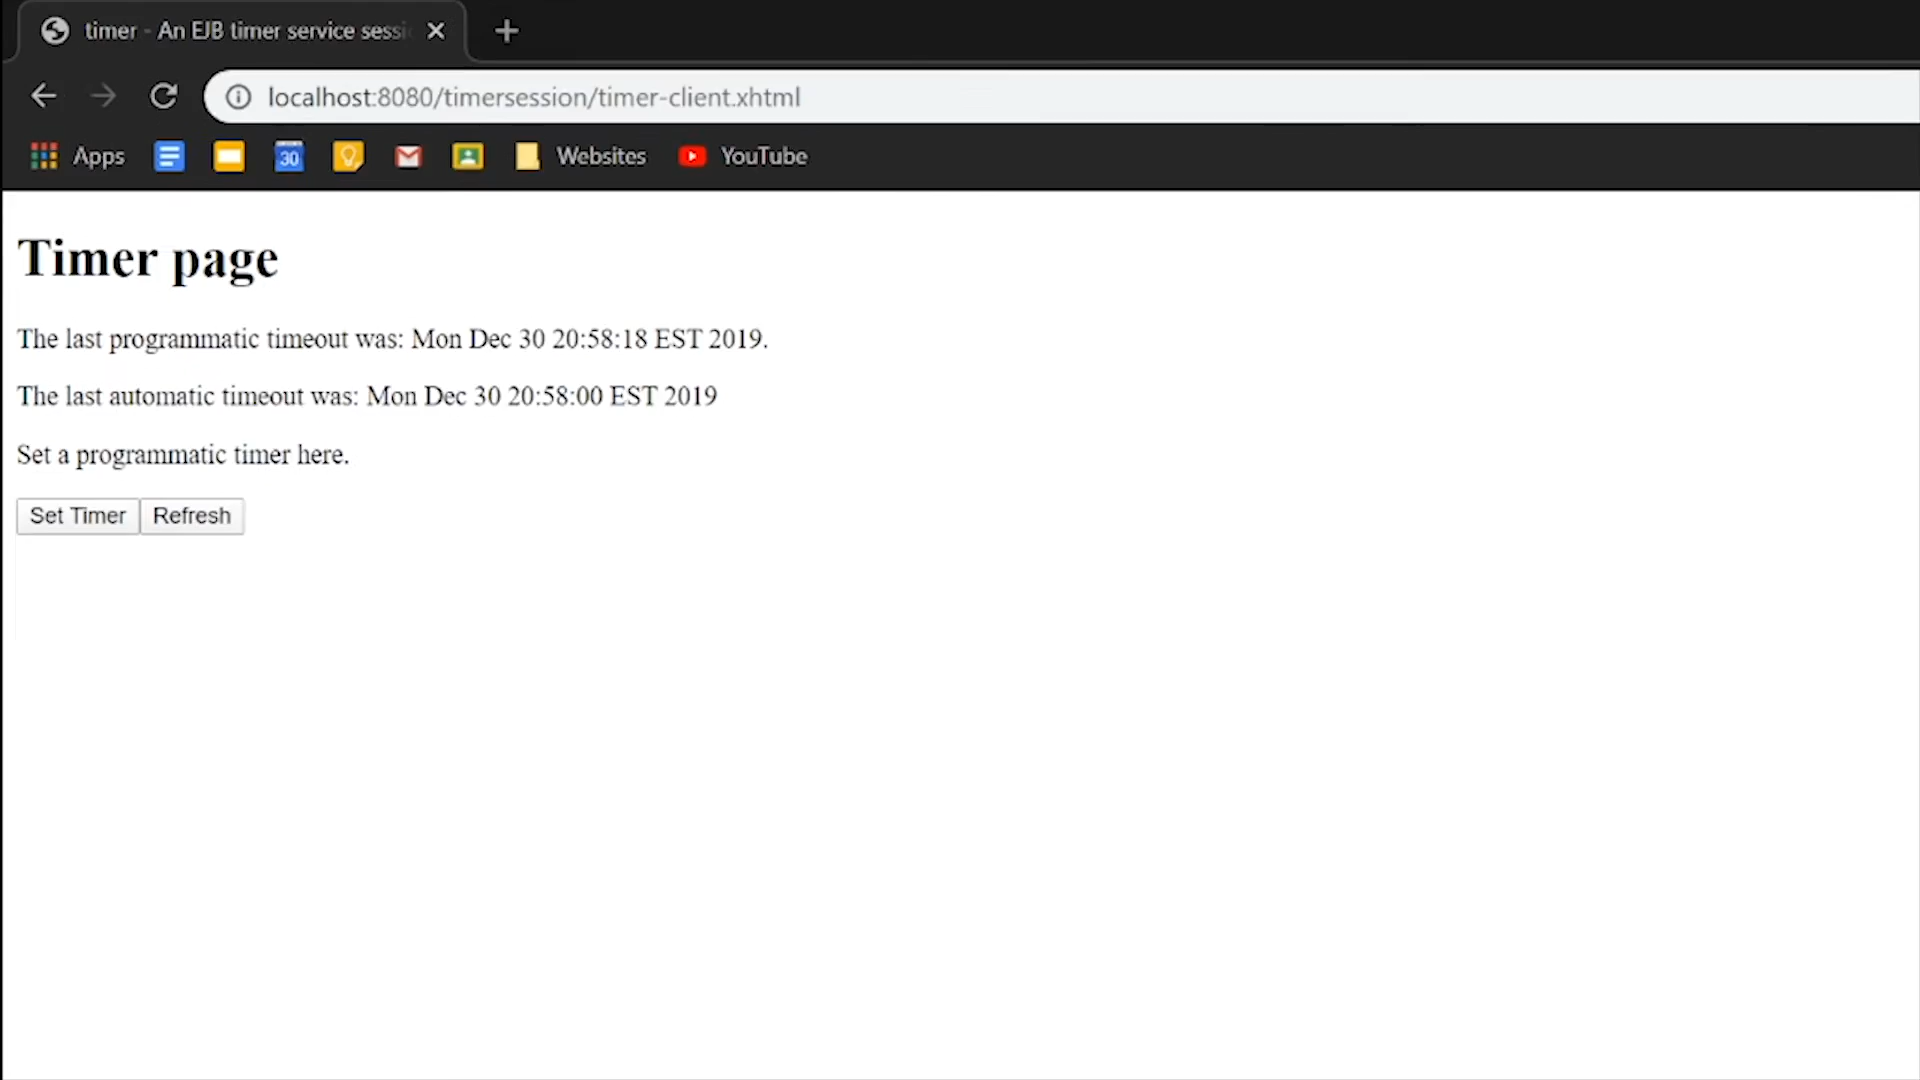 timer - An EJB timer service sessi
localhost:8080/timersession/timer-client.xhtml
Apps 30 Websites YouTube
Timer page
The last programmatic timeout was: Mon Dec 30 20:58:18 EST 2019.
The last automatic timeout was: Mon Dec 30 20:58:00 EST 2019
Set a programmatic timer here.
Set Timer Refresh